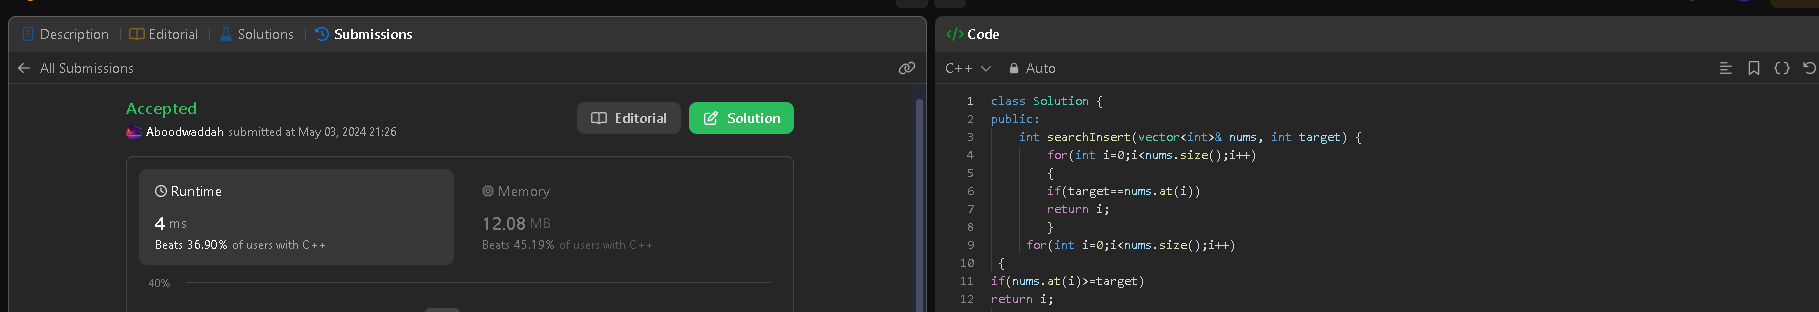 Description | Editorial | Solutions | Submissions
All Submissions
Accepted
Aboodwaddah submitted at May 03, 2024 21:26
Editorial
Solution
Runtime
4 ms
Beats 36.90% of users with C++
Memory
12.08 MB
Beats 45.19% of users with C++
40%
</> Code
C++ Auto
1 class Solution {
2 public:
3     int searchInsert(vector<int>& nums, int target) {
4         for(int i=0;i<nums.size();i++)
5         {
6         if(target==nums.at(i))
7         return i;
8         }
9      for(int i=0;i<nums.size();i++)
10  {
11 if(nums.at(i)>=target)
12 return i;